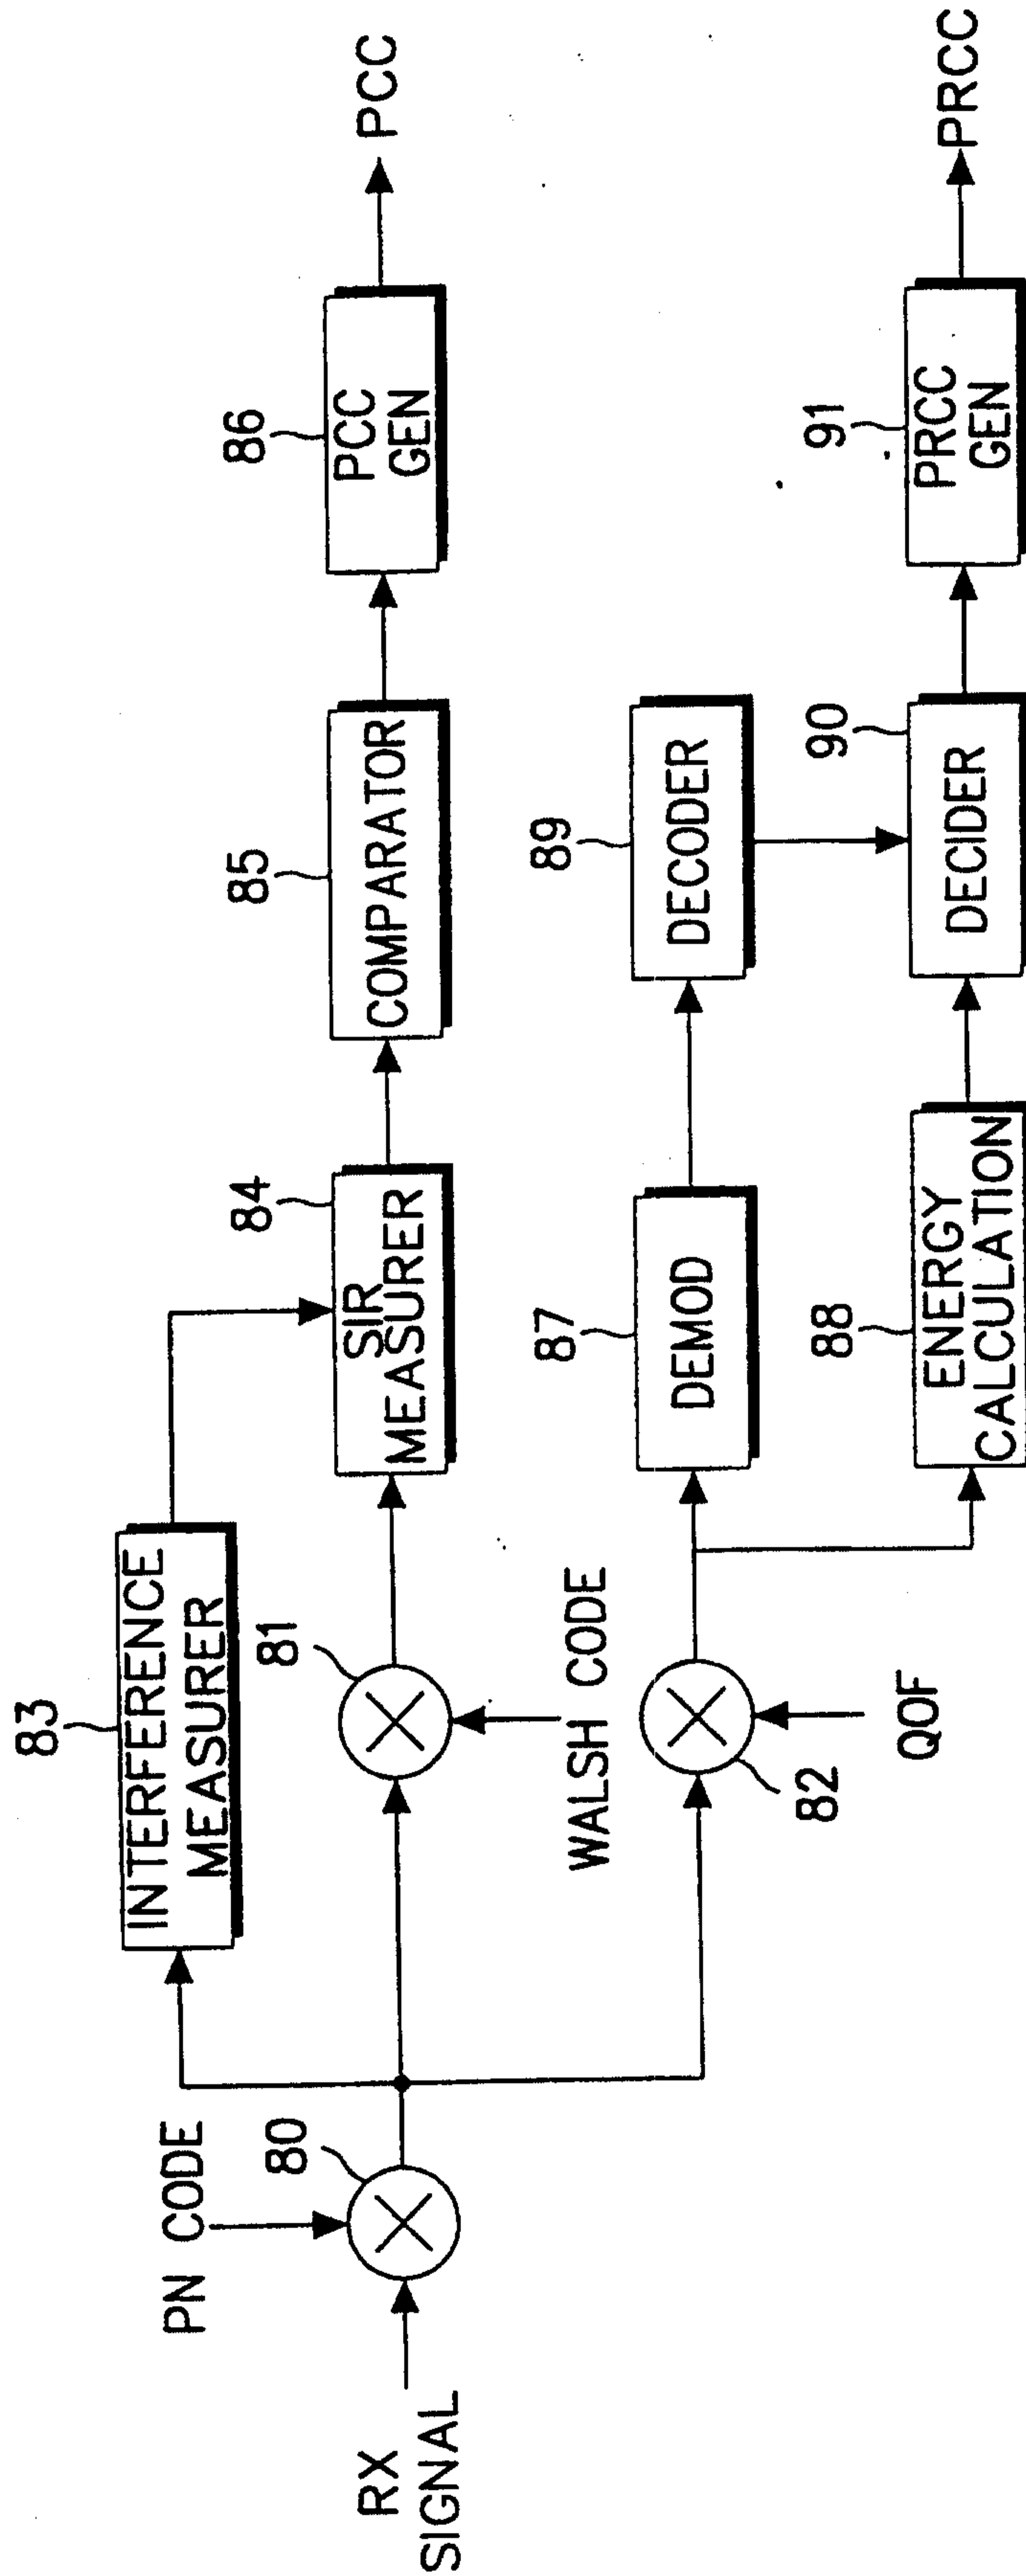 83
INTERFERENCE
MEASURER
PN CODE
80
RX
SIGNAL
81
84
SIR
MEASURER
85
COMPARATOR
86
PCC
GEN
PCC
WALSH CODE
82
QOF
87
DEMOD
89
DECODER
88
ENERGY
CALCULATION
90
DECIDER
91
PRCC
GEN
PRCC